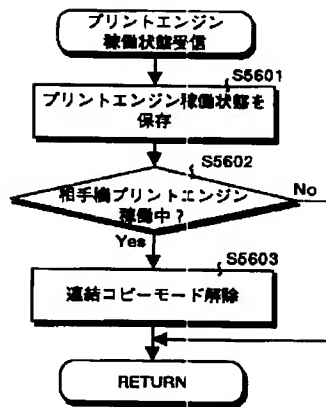 プリントエンジン
稼働状態受信
S5601
プリントエンジン稼働状態を
保存
S5602
相手機プリントエンジン
稼働中?
No
Yes
S5603
連結コピーモード解除
RETURN